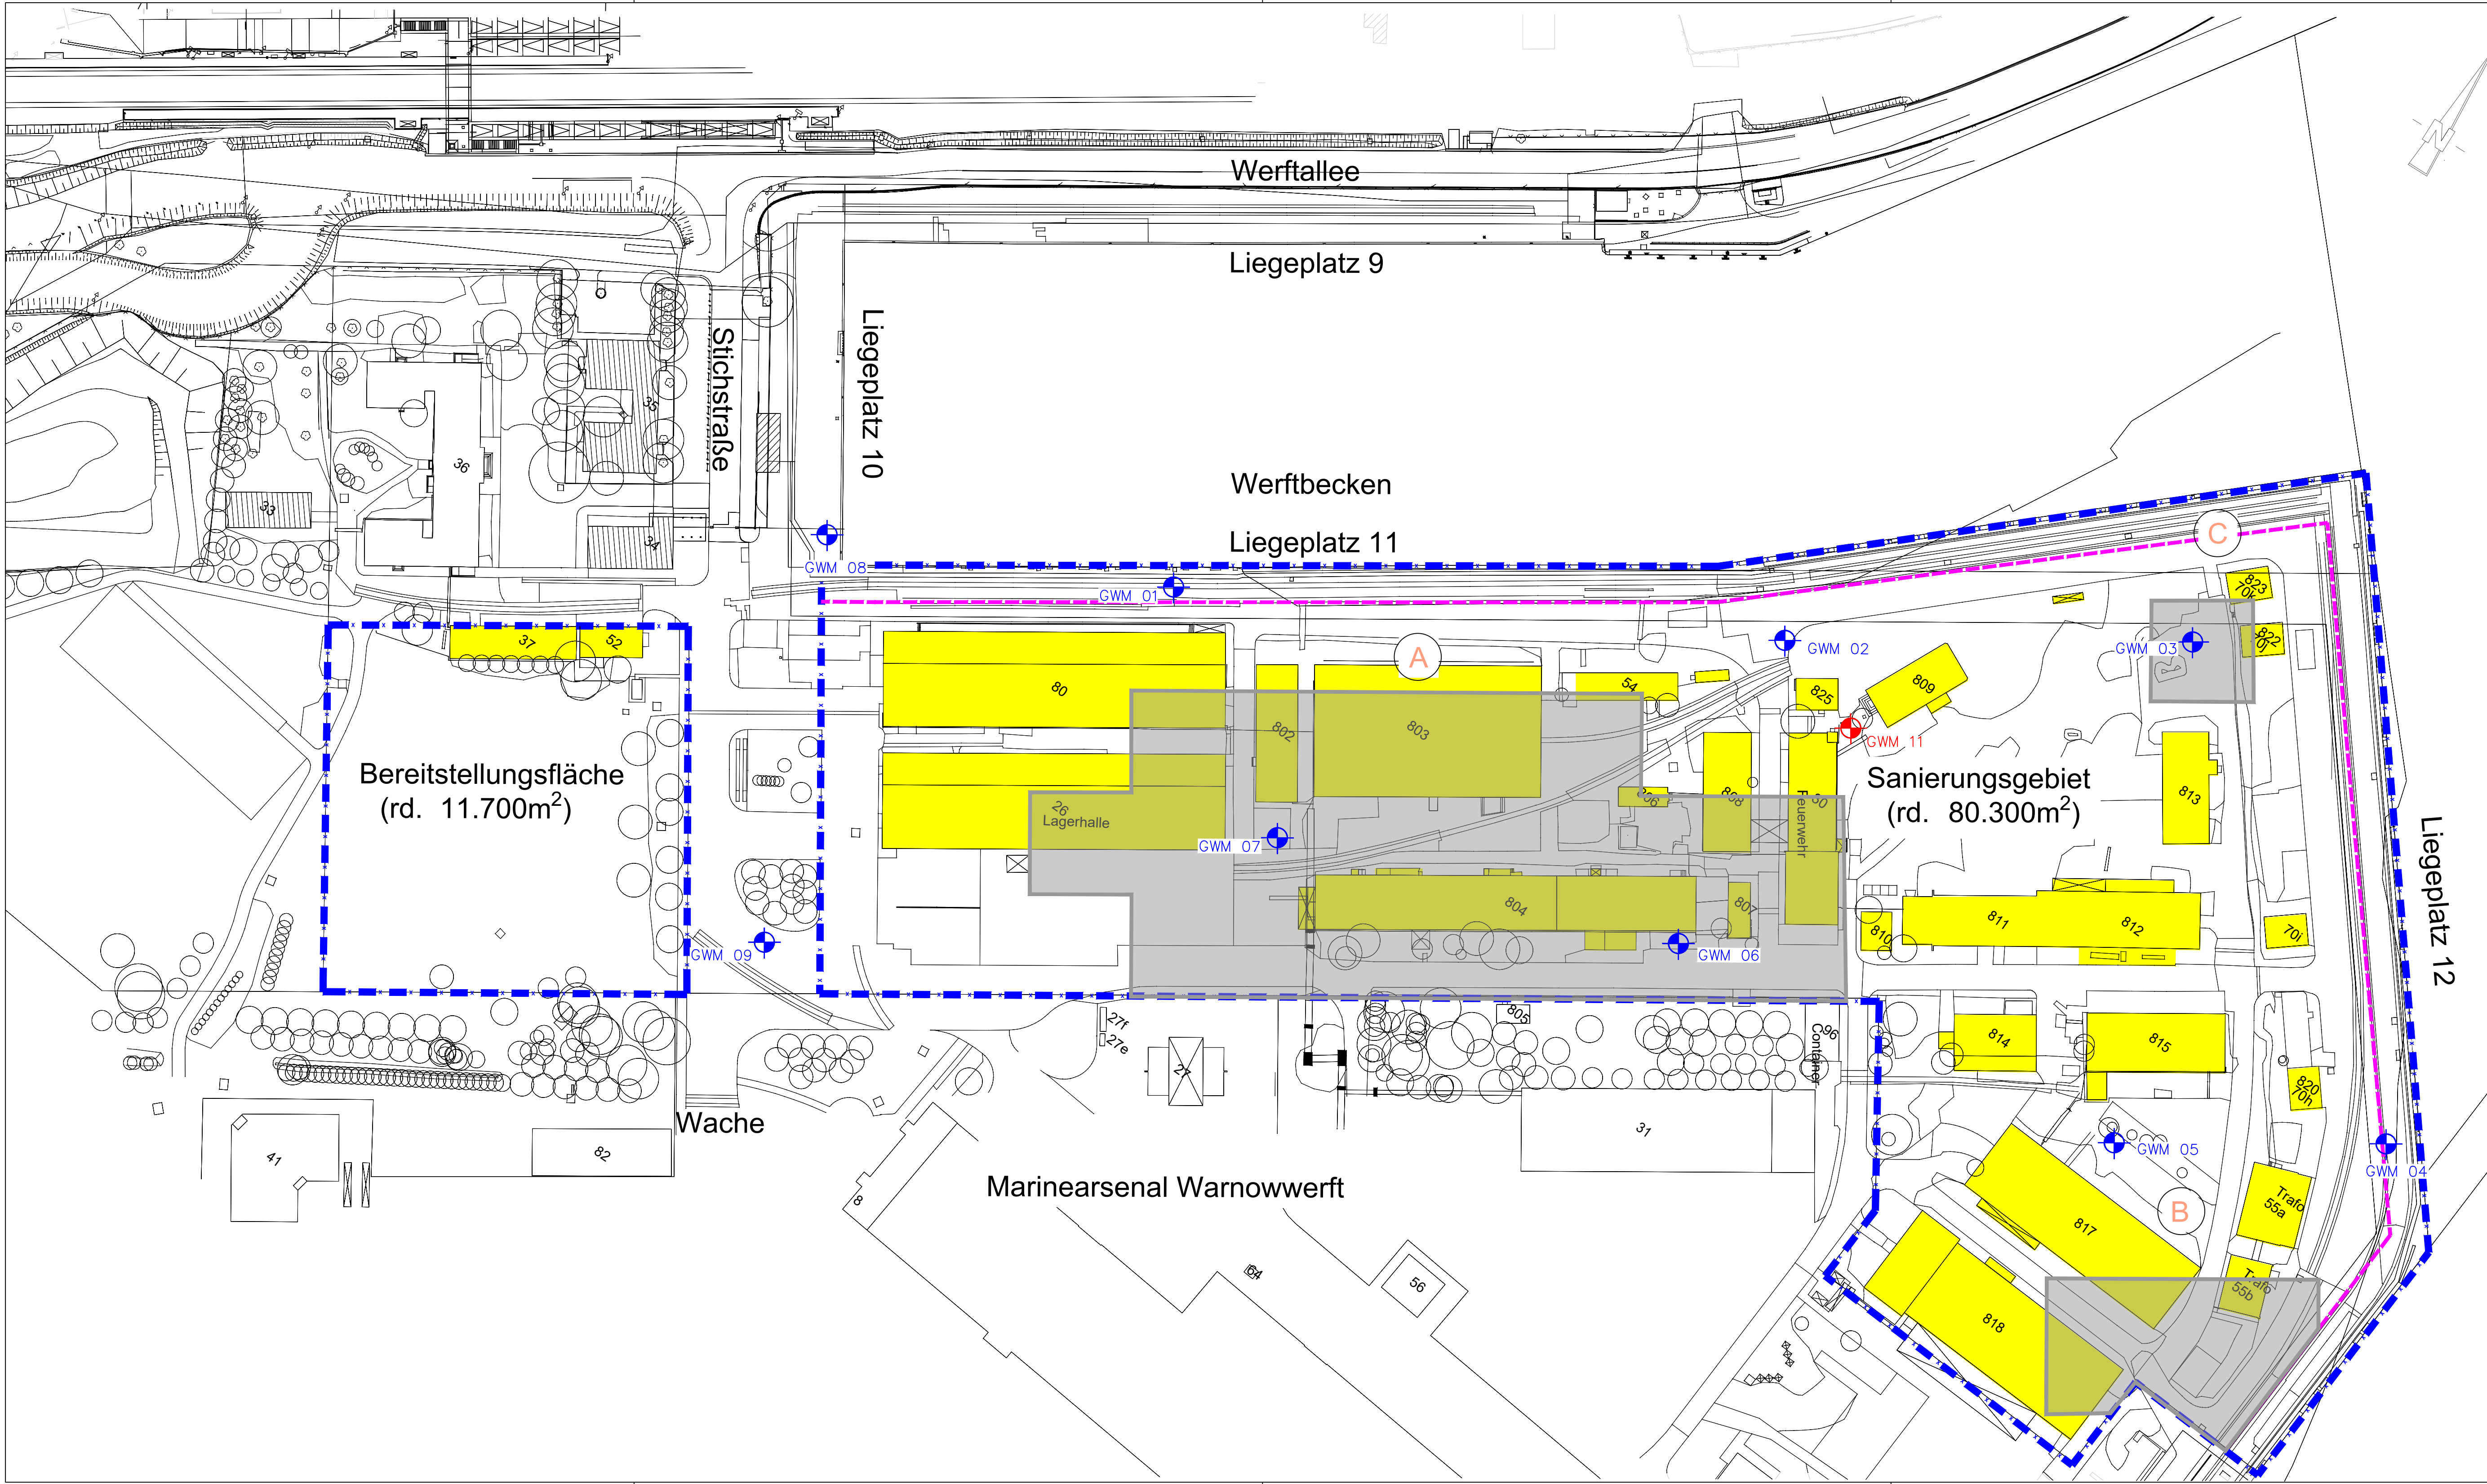 N
Werftallee
Liegeplatz 9
Stichstraße
Liegeplatz 10
35
36
33
34
Werftbecken
Liegeplatz 11
C
GWM 08
GWM 01
823
70k
822
70j
GWM 03
GWM 02
37
52
80
A
54
825
809
802
803
GWM 11
Bereitstellungsfläche
(rd. 11.700m²)
Sanierungsgebiet
(rd. 80.300m²)
813
26
Lagerhalle
806
808
Feuerwehr
GWM 07
Liegeplatz 12
804
807
810
811
812
70i
GWM 09
GWM 06
27f
27e
805
96
Container
814
815
820
70h
27
Wache
31
41
82
GWM 05
GWM 04
8
Marinearsenal Warnowwerft
B
817
Trafo
55a
64
56
Trafo
55b
818